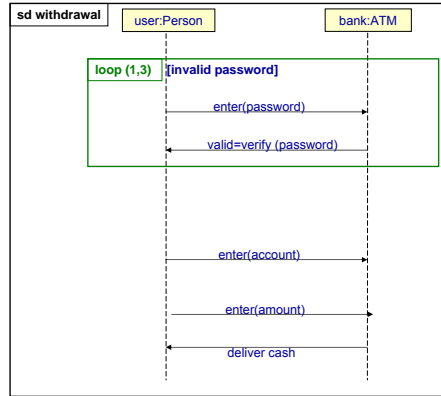 sd withdrawal
user:Person
bank:ATM
loop (1,3) [invalid password]
enter(password)
valid=verify (password)
enter(account)
enter(amount)
deliver cash